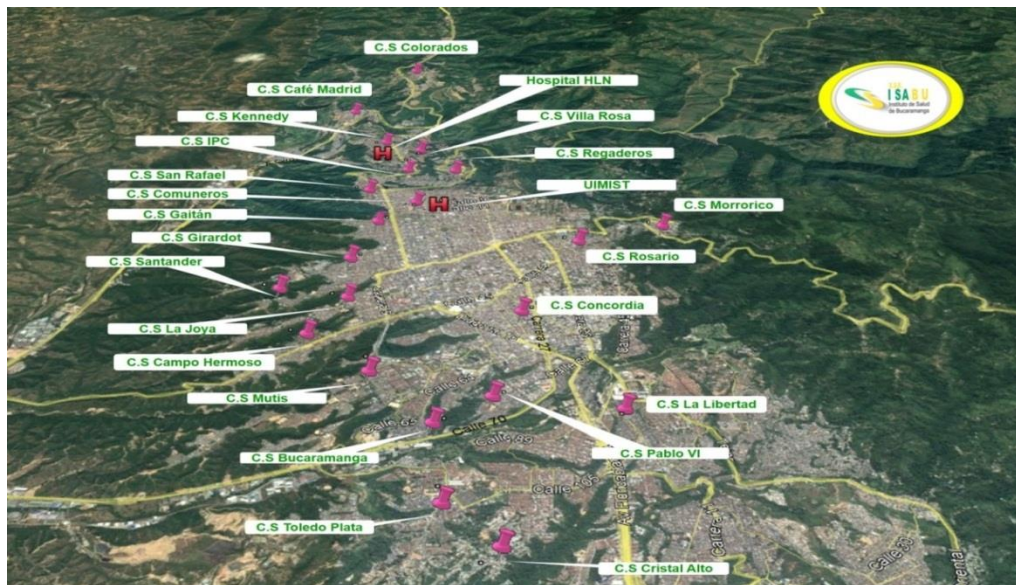 C.S Colorados
Hospital HLN
C.S Café Madrid
C.S Kennedy
C.S Villa Rosa
C.S IPC
C.S Regaderos
C.S San Rafael
UIMIST
C.S Comuneros
C.S Morrorico
C.S Gaitán
C.S Girardot
C.S Rosario
C.S Santander
C.S Concordia
C.S La Joya
C.S Campo Hermoso
C.S Mutis
C.S La Libertad
Calle 70
C.S Bucaramanga
C.S Pablo VI
C.S Toledo Plata
C.S Cristal Alto
ISABU
Instituto de Salud
de Bucaramanga
H
H